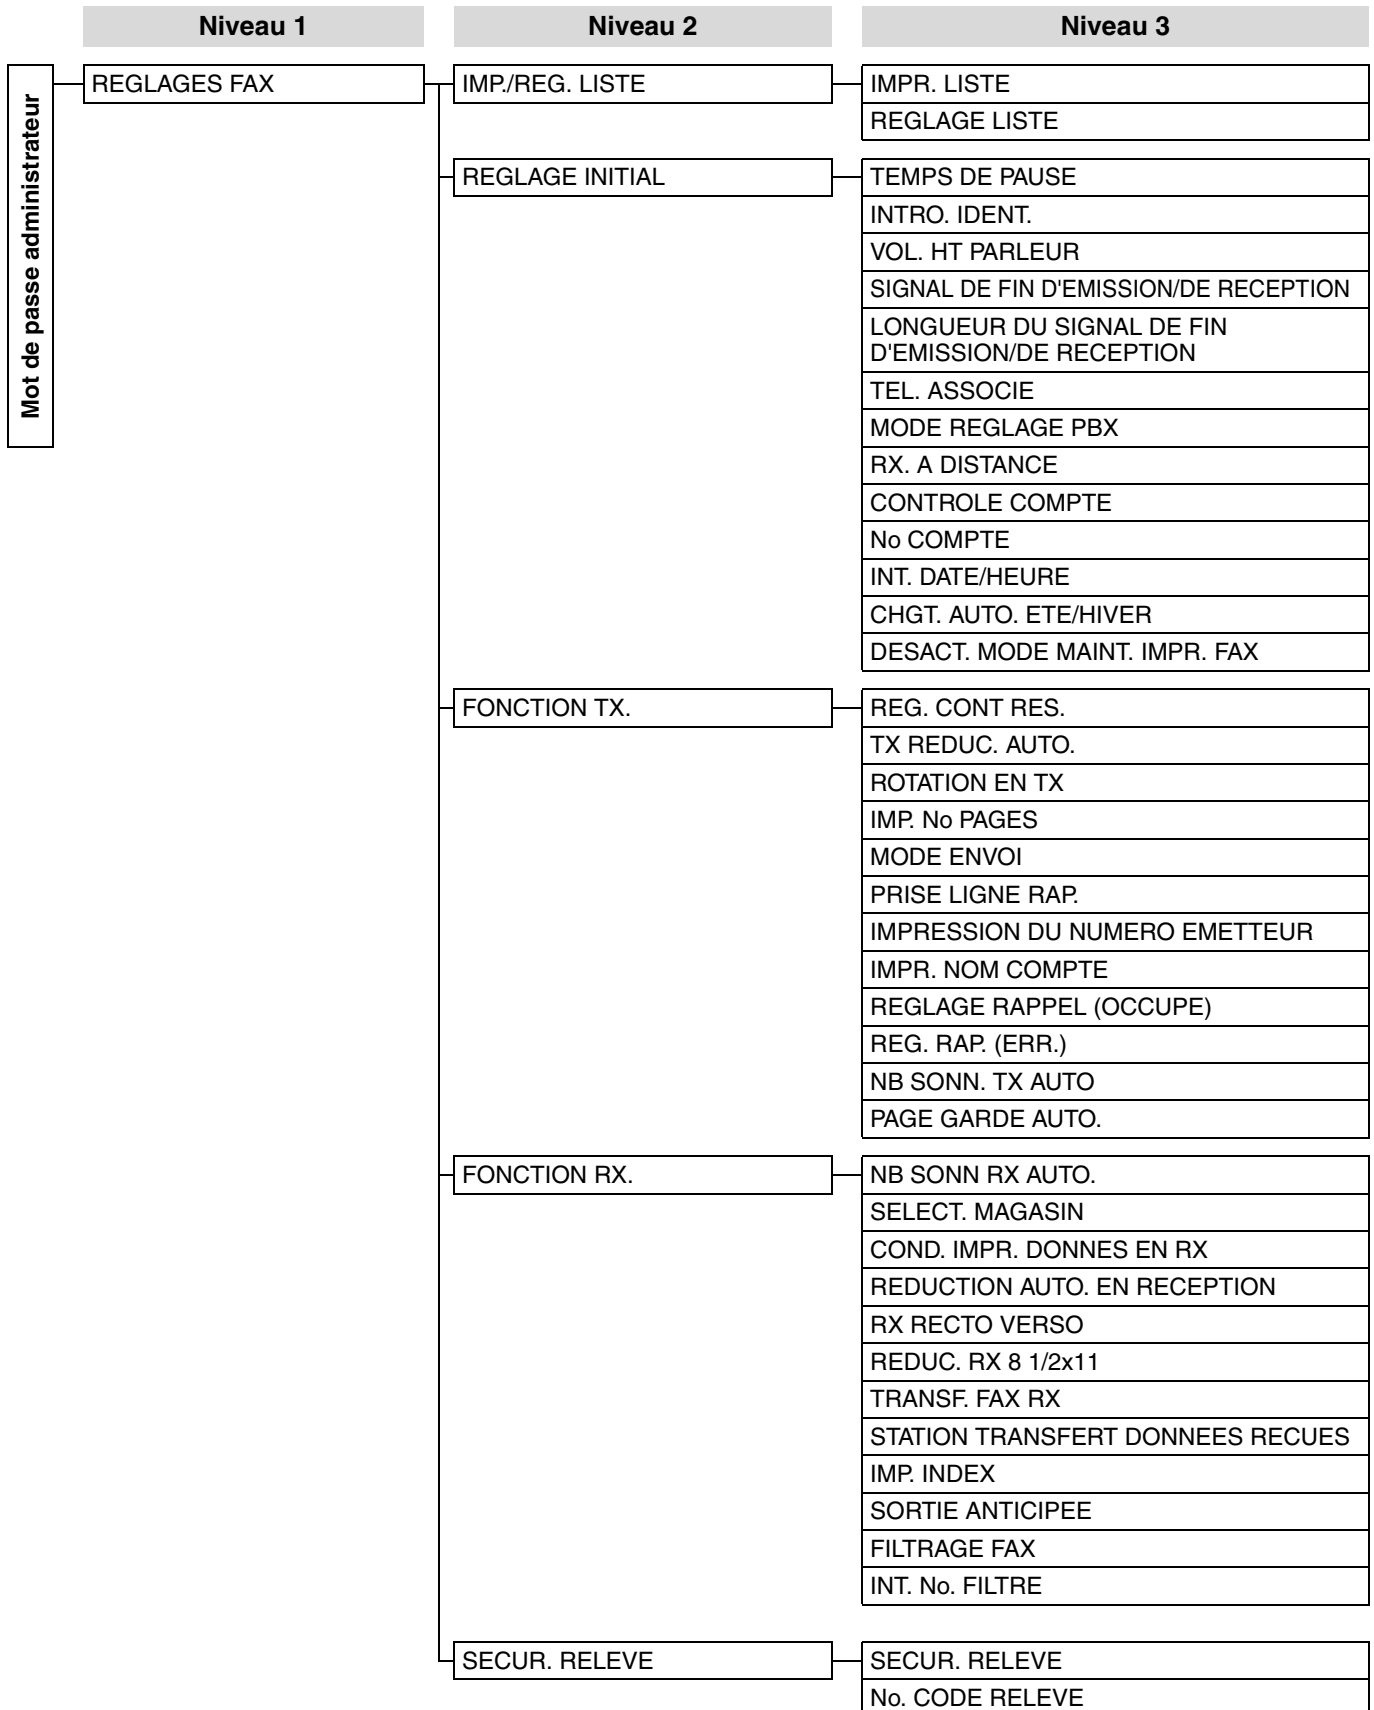 Niveau 1
Niveau 2
Niveau 3
Mot de passe administrateur
REGLAGES FAX
IMP./REG. LISTE
IMPR. LISTE
REGLAGE LISTE
REGLAGE INITIAL
TEMPS DE PAUSE
INTRO. IDENT.
VOL. HT PARLEUR
SIGNAL DE FIN D'EMISSION/DE RECEPTION
LONGUEUR DU SIGNAL DE FIN
D'EMISSION/DE RECEPTION
TEL. ASSOCIE
MODE REGLAGE PBX
RX. A DISTANCE
CONTROLE COMPTE
No COMPTE
INT. DATE/HEURE
CHGT. AUTO. ETE/HIVER
DESACT. MODE MAINT. IMPR. FAX
FONCTION TX.
REG. CONT RES.
TX REDUC. AUTO.
ROTATION EN TX
IMP. No PAGES
MODE ENVOI
PRISE LIGNE RAP.
IMPRESSION DU NUMERO EMETTEUR
IMPR. NOM COMPTE
REGLAGE RAPPEL (OCCUPE)
REG. RAP. (ERR.)
NB SONN. TX AUTO
PAGE GARDE AUTO.
FONCTION RX.
NB SONN RX AUTO.
SELECT. MAGASIN
COND. IMPR. DONNES EN RX
REDUCTION AUTO. EN RECEPTION
RX RECTO VERSO
REDUC. RX 8 1/2x11
TRANSF. FAX RX
STATION TRANSFERT DONNEES RECUES
IMP. INDEX
SORTIE ANTICIPEE
FILTRAGE FAX
INT. No. FILTRE
SECUR. RELEVE
SECUR. RELEVE
No. CODE RELEVE